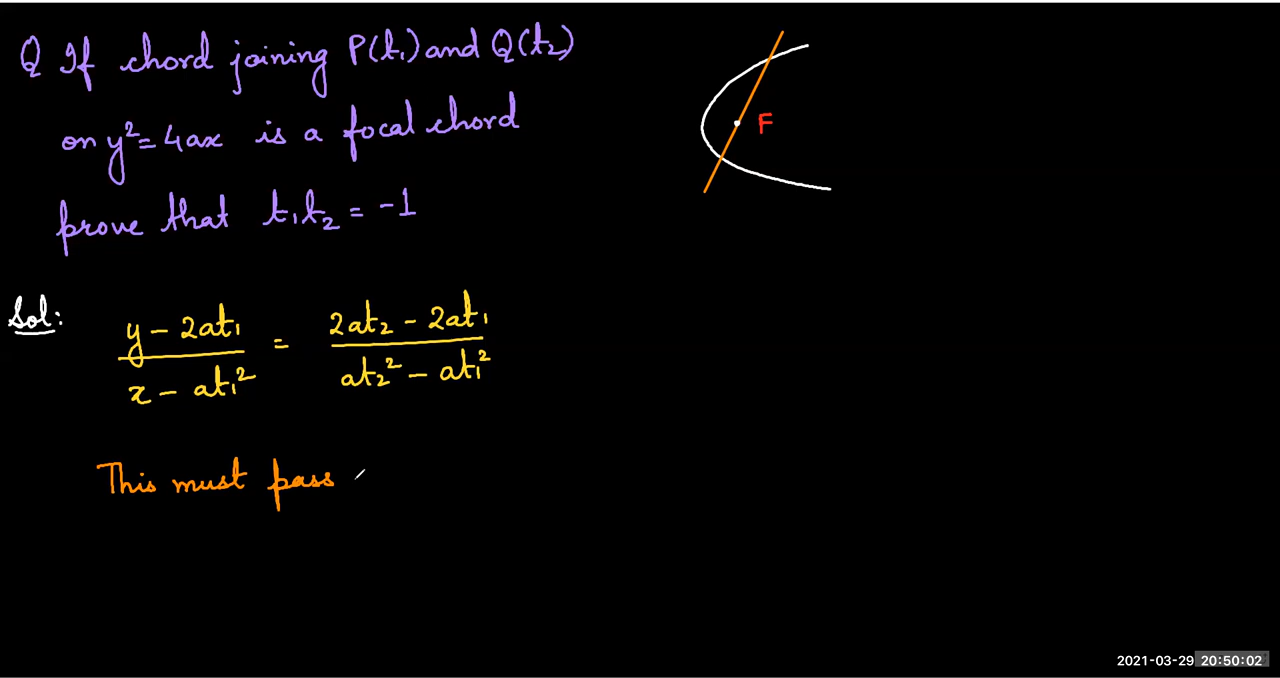 Q If chord joining P(t₁) and Q(t₂)
on y² = 4ax is a focal chord
prove that t₁t₂ = -1
F
Sol:
y - 2at₁ / x - at₁² = 2at₂ - 2at₁ / at₂² - at₁²
This must pass
2021-03-29 20:50:02